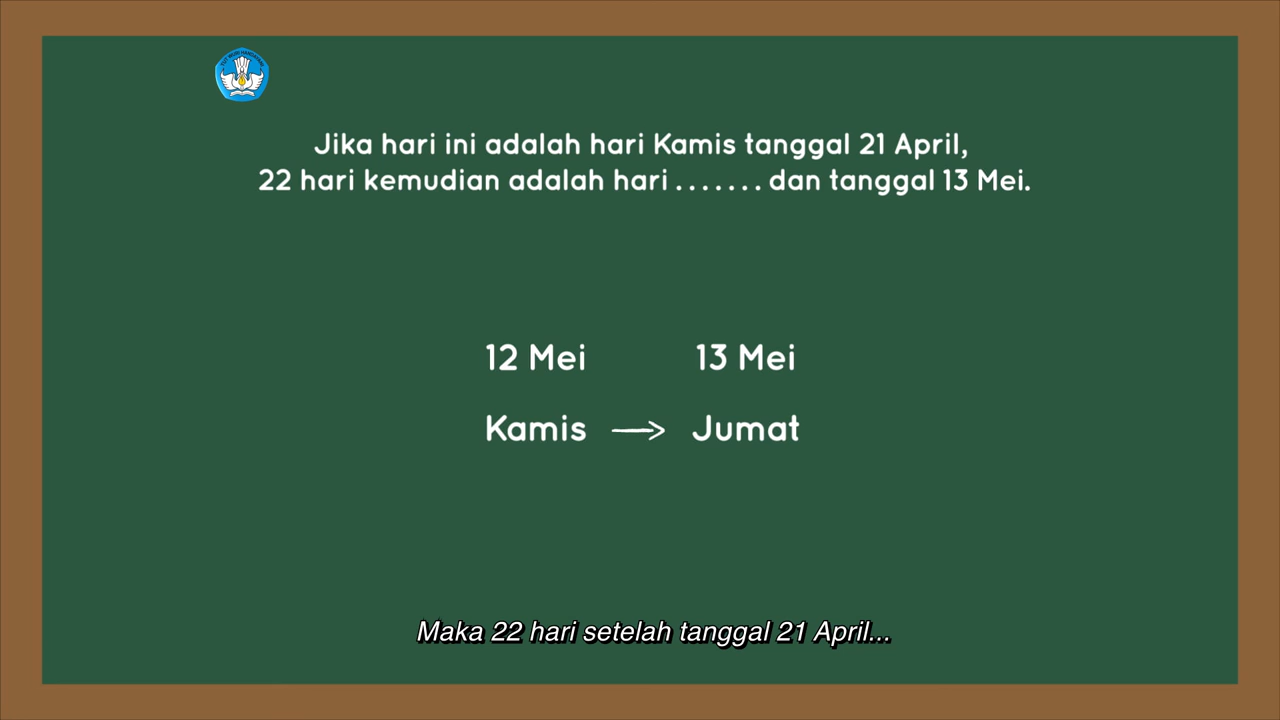 Jika hari ini adalah hari Kamis tanggal 21 April,
22 hari kemudian adalah hari ....... dan tanggal 13 Mei.
12 Mei 13 Mei
Kamis → Jumat
Maka 22 hari setelah tanggal 21 April...